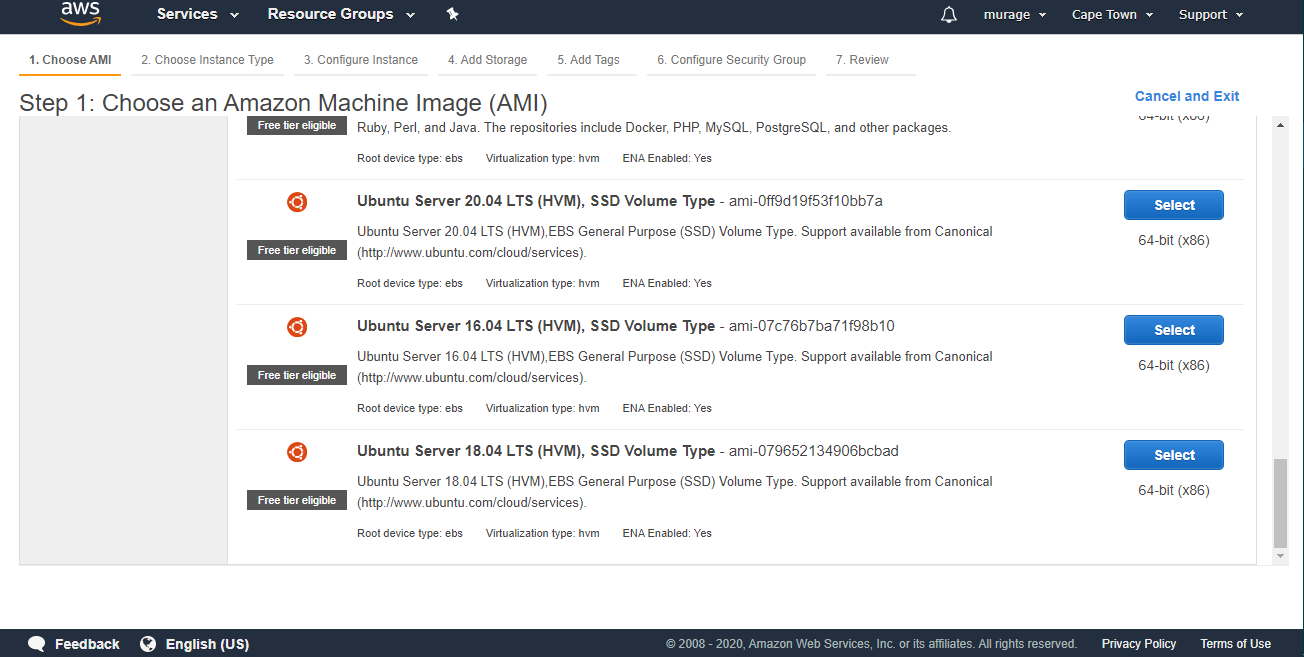 aws Services Resource Groups murage Cape Town Support
1. Choose AMI 2. Choose Instance Type 3. Configure Instance 4. Add Storage 5. Add Tags 6. Configure Security Group 7. Review
Step 1: Choose an Amazon Machine Image (AMI)
Cancel and Exit
Free tier eligible
Ruby, Perl, and Java. The repositories include Docker, PHP, MySQL, PostgreSQL, and other packages.
64-bit (x86)
Root device type: ebs Virtualization type: hvm ENA Enabled: Yes
Ubuntu Server 20.04 LTS (HVM), SSD Volume Type - ami-0ff9d19f53f10bb7a
Select
Free tier eligible
Ubuntu Server 20.04 LTS (HVM),EBS General Purpose (SSD) Volume Type. Support available from Canonical
(http://www.ubuntu.com/cloud/services).
64-bit (x86)
Root device type: ebs Virtualization type: hvm ENA Enabled: Yes
Ubuntu Server 16.04 LTS (HVM), SSD Volume Type - ami-07c76b7ba71f98b10
Select
Free tier eligible
Ubuntu Server 16.04 LTS (HVM),EBS General Purpose (SSD) Volume Type. Support available from Canonical
(http://www.ubuntu.com/cloud/services).
64-bit (x86)
Root device type: ebs Virtualization type: hvm ENA Enabled: Yes
Ubuntu Server 18.04 LTS (HVM), SSD Volume Type - ami-079652134906bcbad
Select
Free tier eligible
Ubuntu Server 18.04 LTS (HVM),EBS General Purpose (SSD) Volume Type. Support available from Canonical
(http://www.ubuntu.com/cloud/services).
64-bit (x86)
Root device type: ebs Virtualization type: hvm ENA Enabled: Yes
Feedback English (US) © 2008 - 2020, Amazon Web Services, Inc. or its affiliates. All rights reserved. Privacy Policy Terms of Use